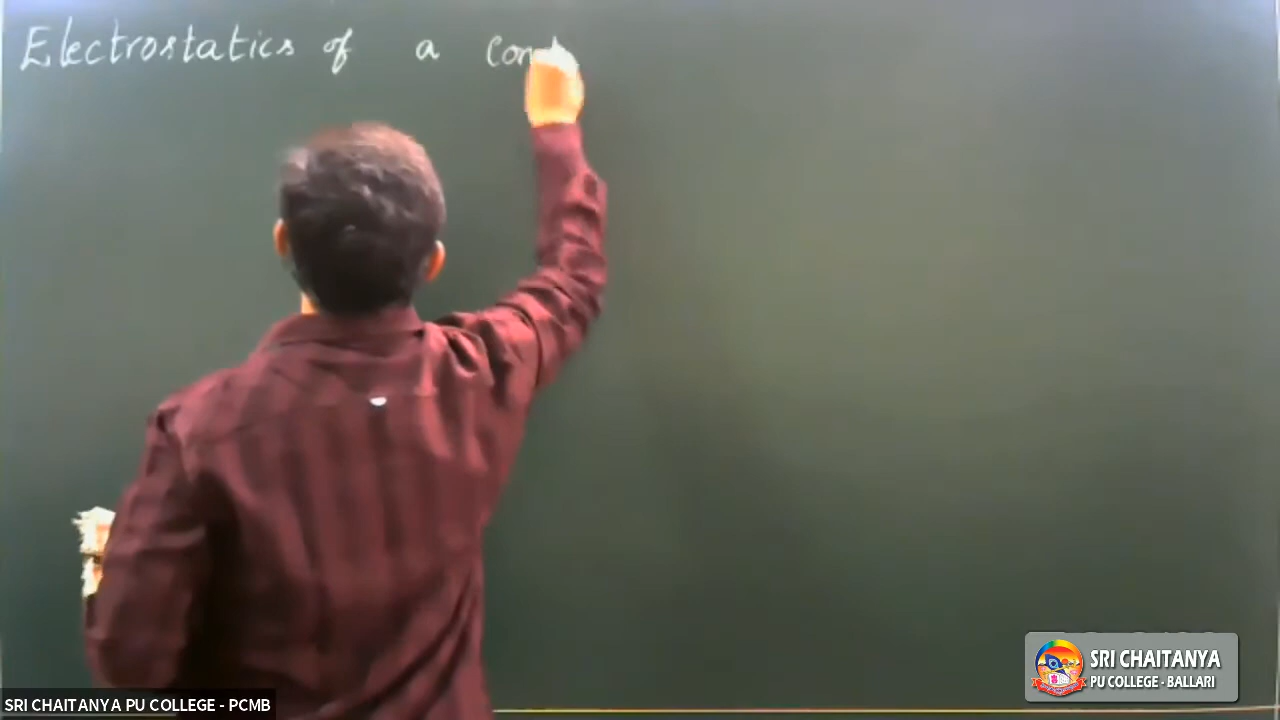 Electrostatics of a con
SRI CHAITANYA
PU COLLEGE - BALLARI
SRI CHAITANYA PU COLLEGE - PCMB